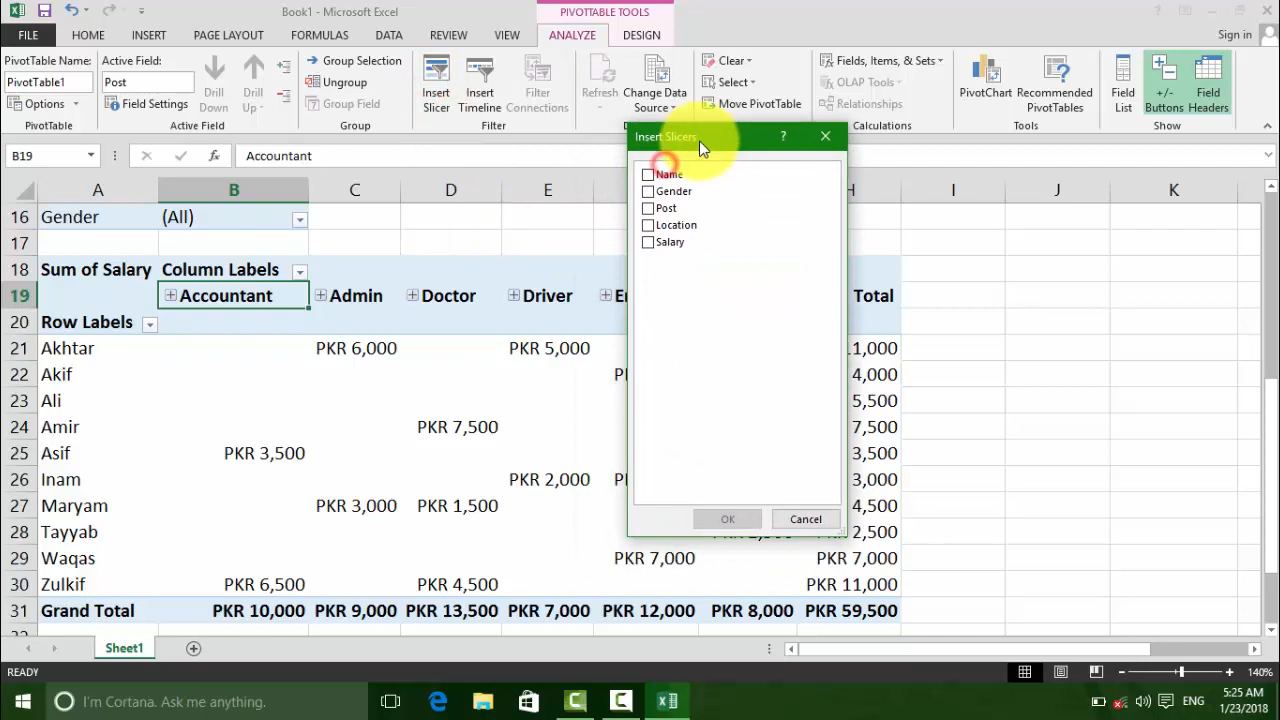 Book1 - Microsoft Excel
PIVOTTABLE TOOLS
Sign in
FILE HOME INSERT PAGE LAYOUT FORMULAS DATA REVIEW VIEW ANALYZE DESIGN
PivotTable Name:
PivotTable1
Options
PivotTable
Active Field:
Post
Field Settings
Drill Down
Drill Up
Active Field
Group Selection
Ungroup
Group Field
Group
Insert Slicer
Insert Timeline
Filter Connections
Filter
Refresh
Change Data Source
Clear
Select
Move PivotTable
Fields, Items, & Sets
OLAP Tools
Relationships
Calculations
PivotChart
Recommended PivotTables
Tools
Field List
+/- Buttons
Field Headers
Show
B19
fx
Accountant
Insert Slicers
?
Name
Gender
Post
Location
Salary
OK
Cancel
A B C D E H I J K
16 Gender (All)
17
18 Sum of Salary Column Labels
19 Accountant Admin Doctor Driver Total
20 Row Labels
21 Akhtar PKR 6,000 PKR 5,000
22 Akif 4,000
23 Ali 5,500
24 Amir PKR 7,500 7,500
25 Asif PKR 3,500 3,500
26 Inam PKR 2,000 3,000
27 Maryam PKR 3,000 PKR 1,500 4,500
28 Tayyab 2,500
29 Waqas PKR 7,000 PKR 7,000
30 Zulkif PKR 6,500 PKR 4,500 PKR 11,000
31 Grand Total PKR 10,000 PKR 9,000 PKR 13,500 PKR 7,000 PKR 12,000 PKR 8,000 PKR 59,500
Sheet1
READY
140%
I'm Cortana. Ask me anything.
ENG
5:25 AM
1/23/2018